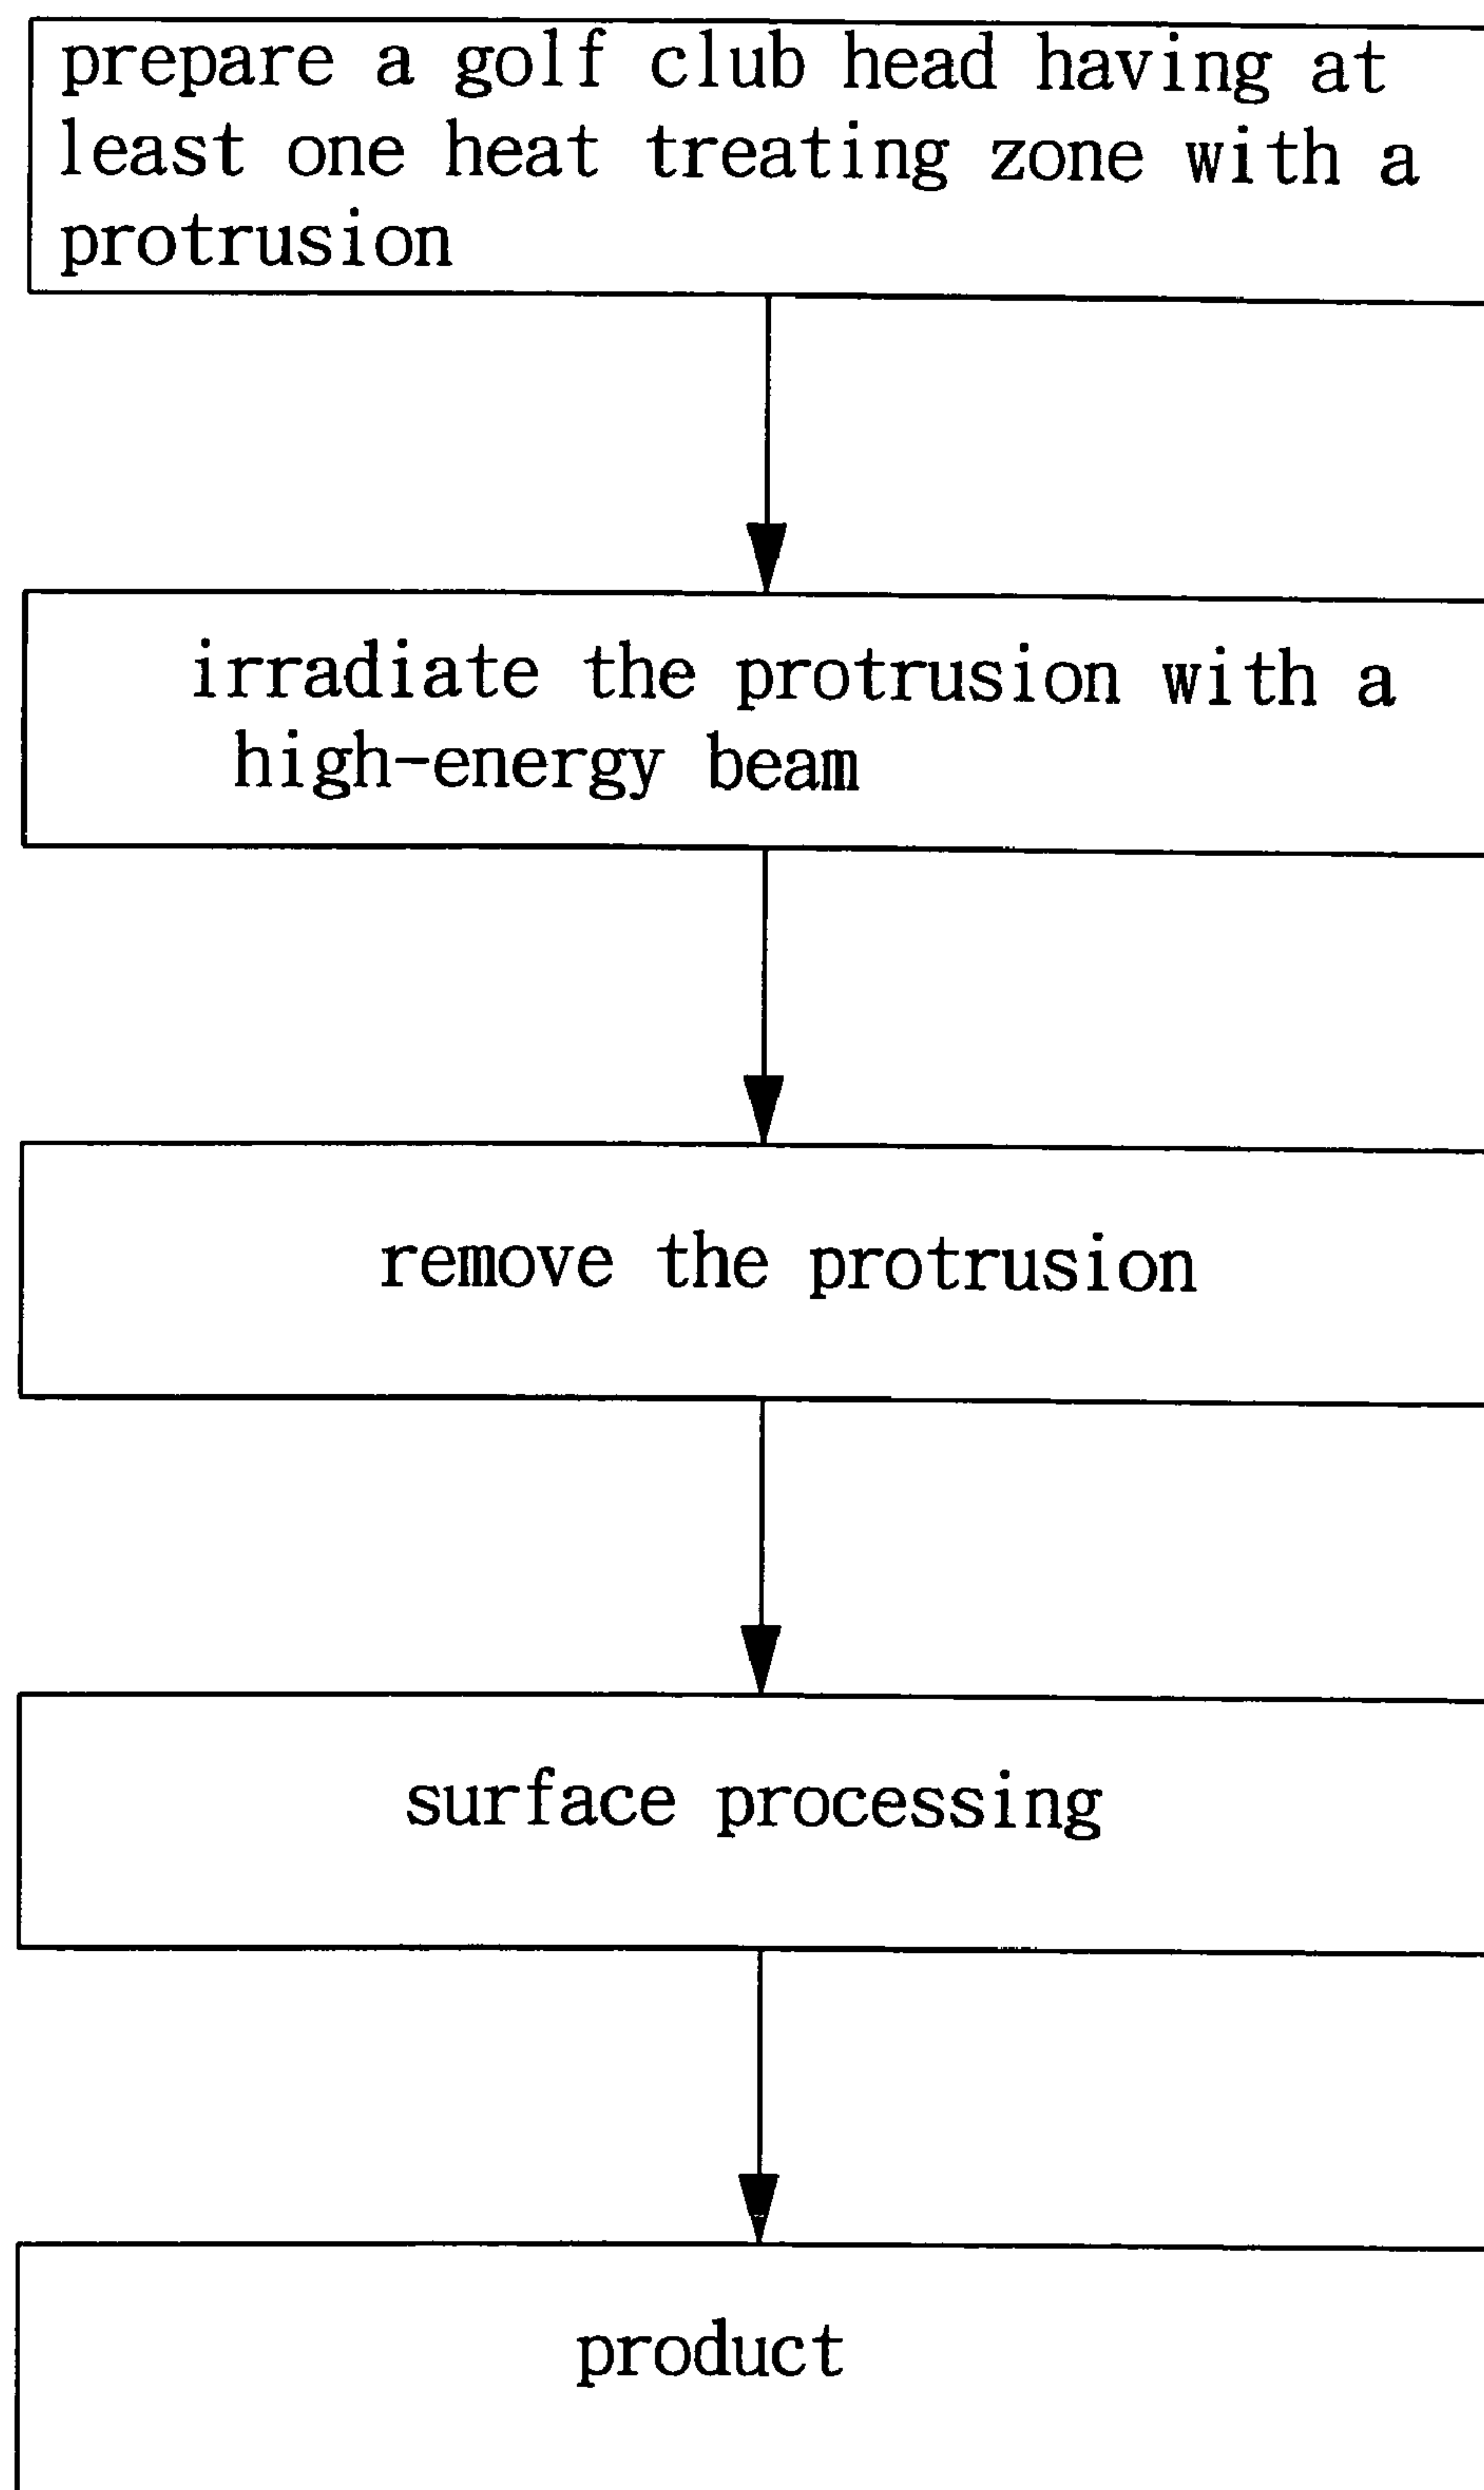 prepare a golf club head having at
least one heat treating zone with a
protrusion
irradiate the protrusion with a
high-energy beam
remove the protrusion
surface processing
product